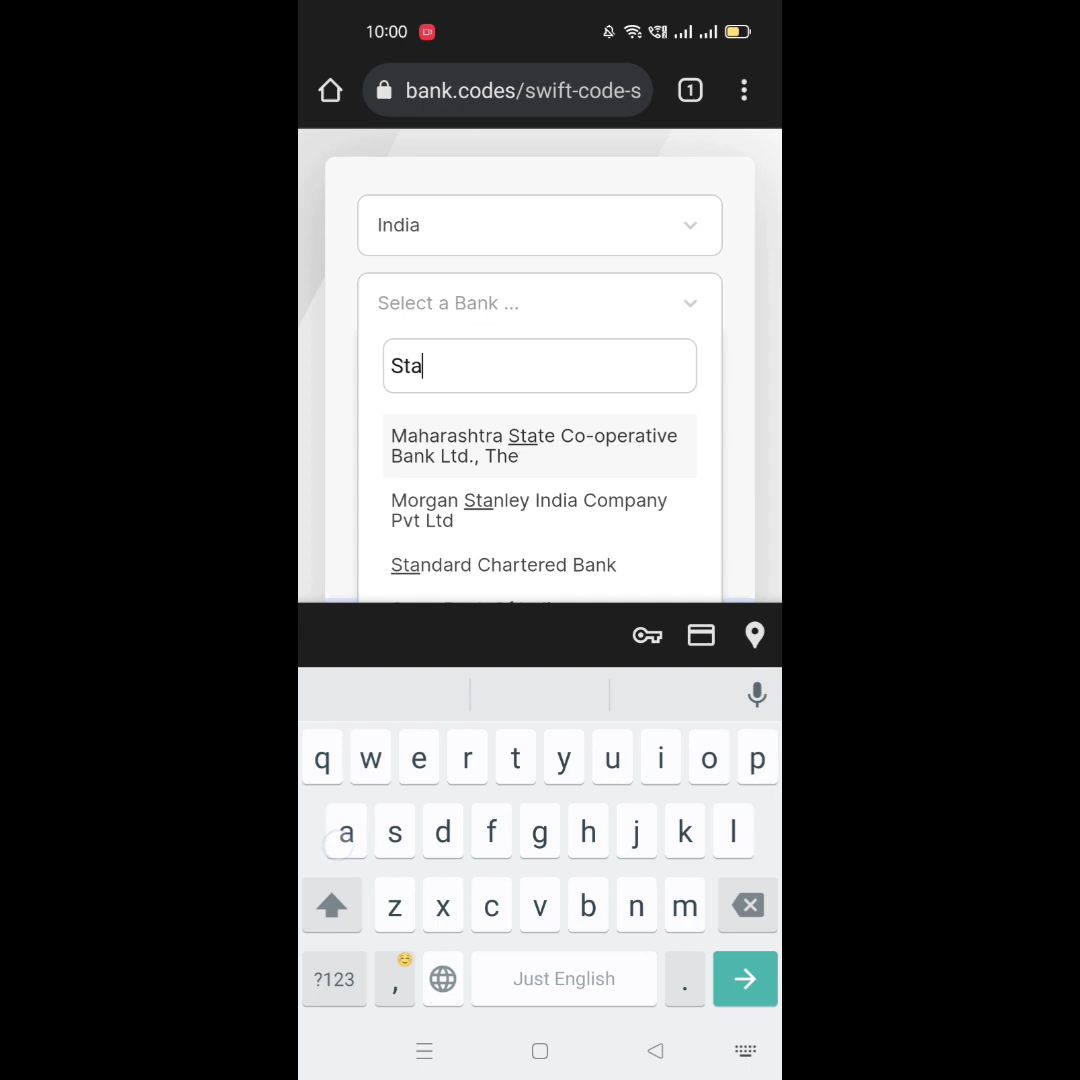 10:00
bank.codes/swift-code-s
1
India
Select a Bank ...
Sta
Maharashtra State Co-operative
Bank Ltd., The
Morgan Stanley India Company
Pvt Ltd
Standard Chartered Bank
q w e r t y u i o p
a s d f g h j k l
z x c v b n m
?123 , Just English .